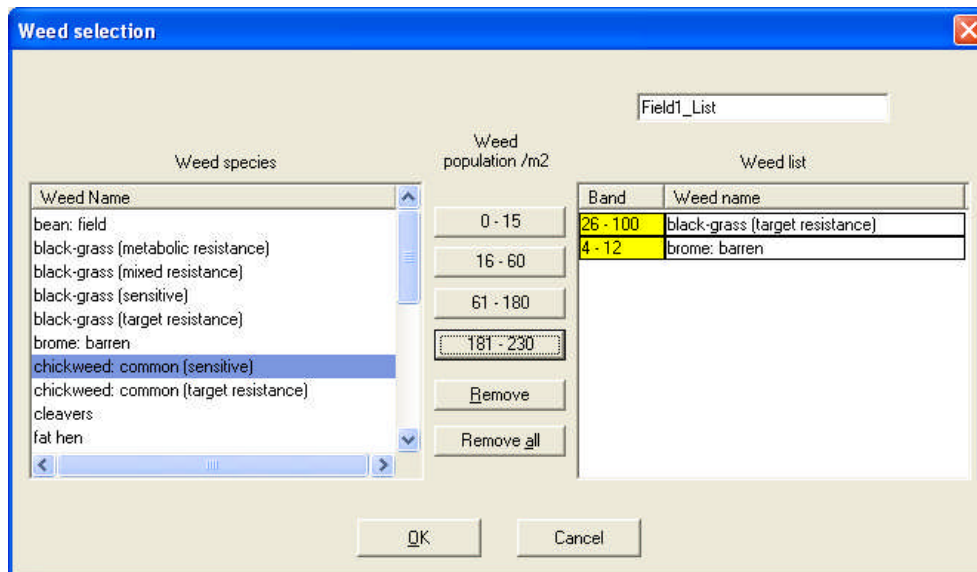 Weed selection
Field1_List
Weed species
Weed
population /m2
Weed list
Weed Name
bean: field
black-grass (metabolic resistance)
black-grass (mixed resistance)
black-grass (sensitive)
black-grass (target resistance)
brome: barren
chickweed: common (sensitive)
chickweed: common (target resistance)
cleavers
fat hen
0 - 15
16 - 60
61 - 180
181 - 230
Remove
Remove all
Band Weed name
26 - 100 black-grass (target resistance)
4 - 12 brome: barren
OK
Cancel